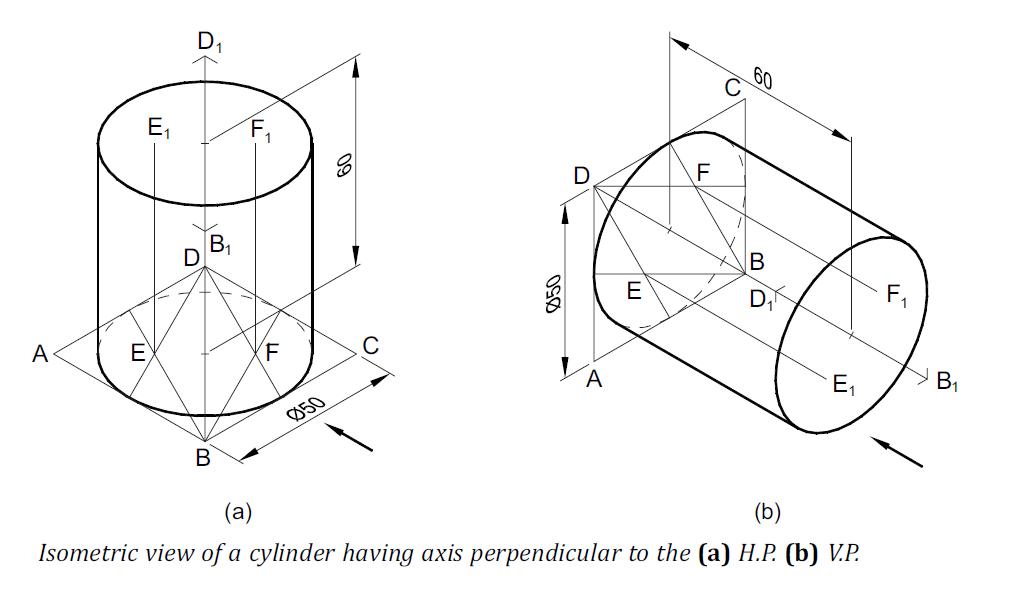 D1
E1
F1
60
B1
D
A
E
F
C
Ø50
B
(a)
60
C
D
F
B
Ø50
E
D1
F1
A
E1
B1
(b)
Isometric view of a cylinder having axis perpendicular to the (a) H.P. (b) V.P.